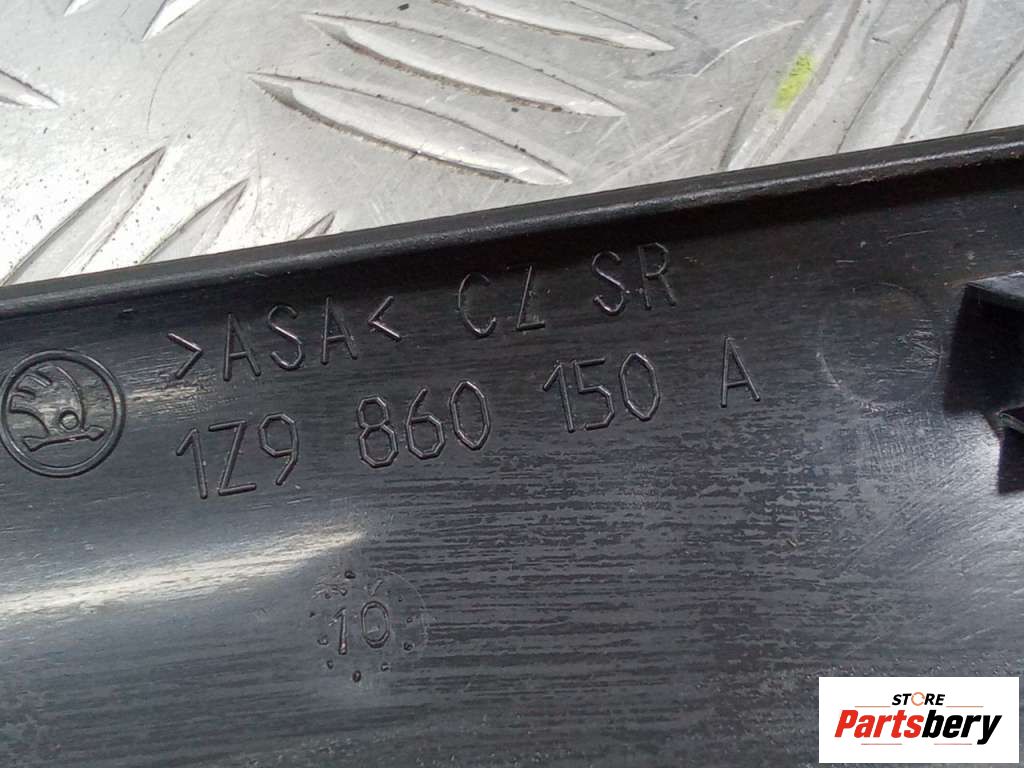 >ASA< CZ SR
1Z9 860 150 A
10
STORE
Partsbery